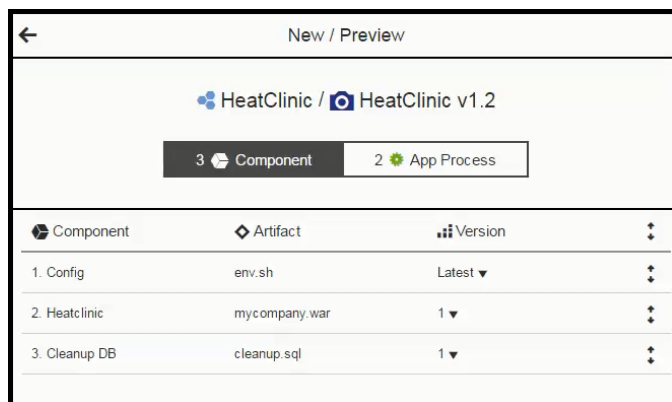 New / Preview
HeatClinic / HeatClinic v1.2
3 Component 2 App Process
Component Artifact Version
1. Config env.sh Latest
2. Heatclinic mycompany.war 1
3. Cleanup DB cleanup.sql 1